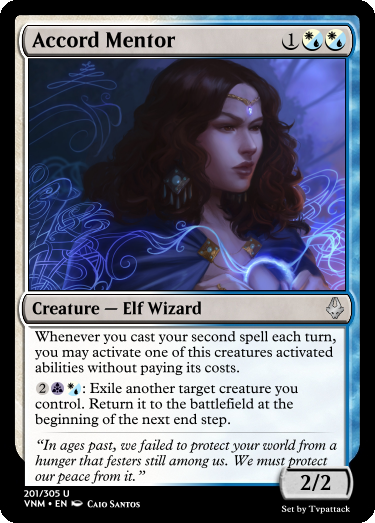 Accord Mentor 1
Creature — Elf Wizard
Whenever you cast your second spell each turn,
you may activate one of this creatures activated
abilities without paying its costs.
2 : Exile another target creature you
control. Return it to the battlefield at the
beginning of the next end step.
“In ages past, we failed to protect your world from a
hunger that festers still among us. We must protect
our peace from it.”
2/2
201/305 U
VNM • EN Caio Santos
Set by Tvpattack